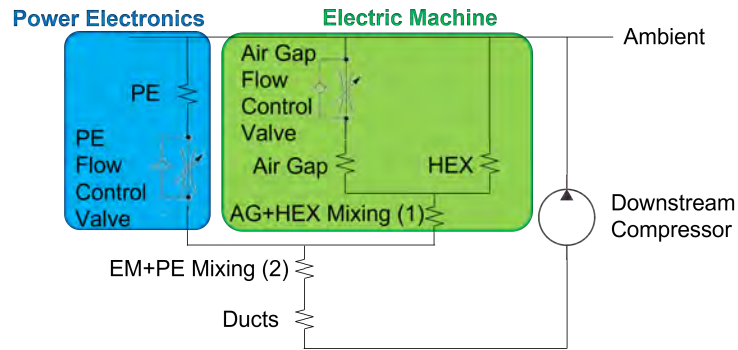 Power Electronics
Electric Machine
Ambient
PE
PE
Flow
Control
Valve
Air Gap
Flow
Control
Valve
Air Gap
HEX
AG+HEX Mixing (1)
Downstream
Compressor
EM+PE Mixing (2)
Ducts